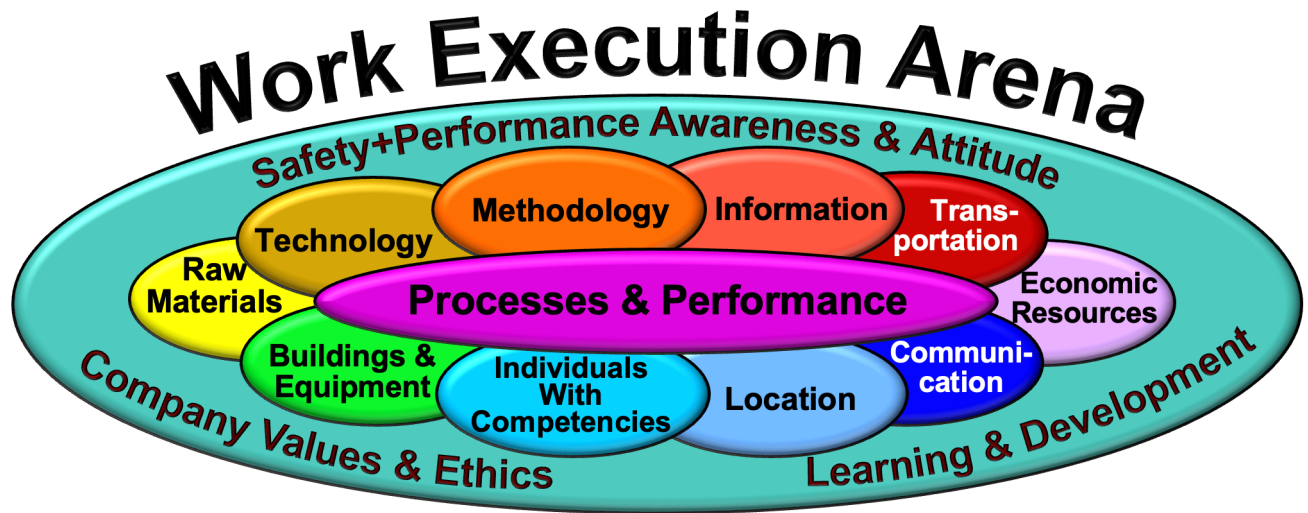 Work Execution Arena
Safety+Performance Awareness & Attitude
Methodology
Information
Trans-
portation
Technology
Raw
Materials
Processes & Performance
Economic
Resources
Buildings &
Equipment
Individuals
With
Competencies
Location
Communi-
cation
Company Values & Ethics
Learning & Development